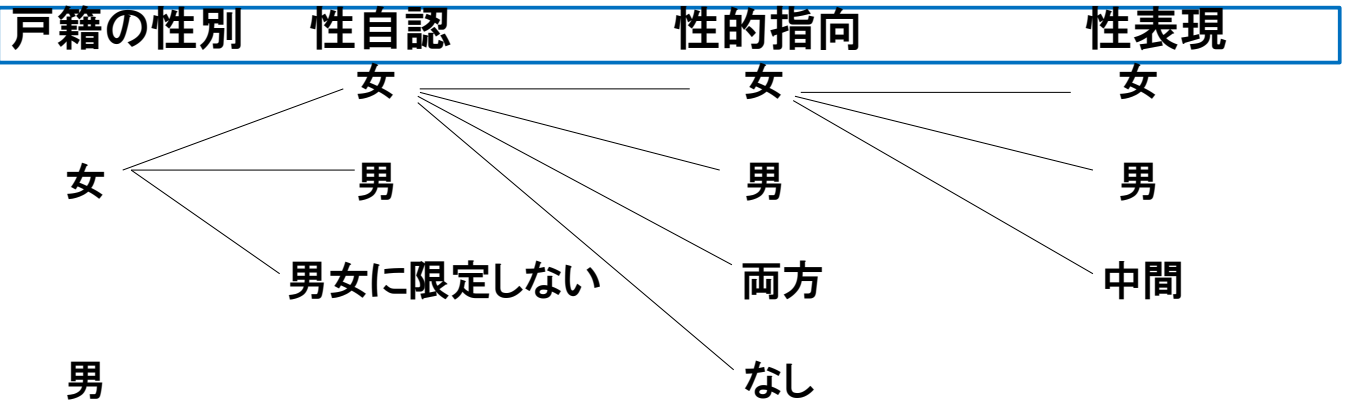 戸籍の性別 性自認 性的指向 性表現
女 女 女
女 男 男 男
男女に限定しない 両方 中間
男 なし